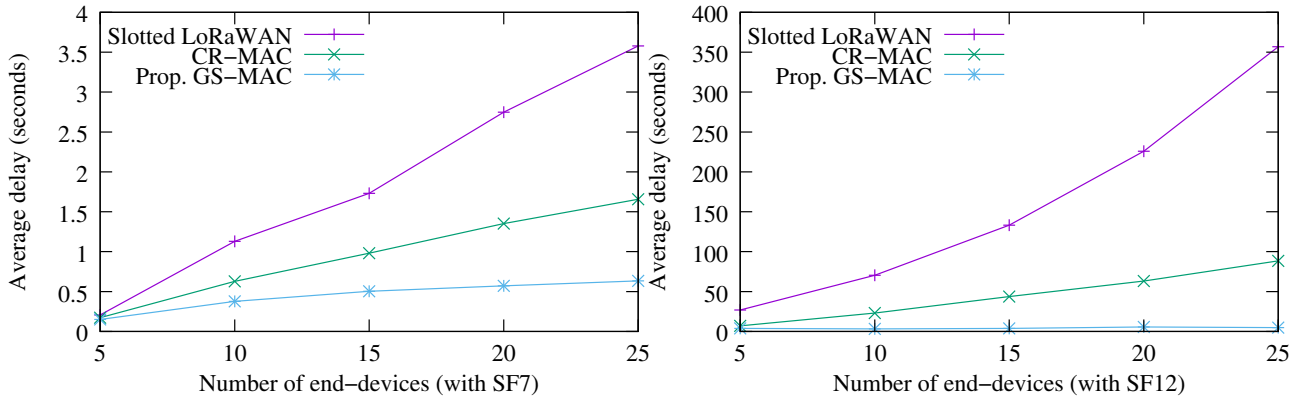 4
3.5
3
2.5
2
1.5
1
0.5
0
Average delay (seconds)
Slotted LoRaWAN
CR-MAC
Prop. GS-MAC
5 10 15 20 25
Number of end-devices (with SF7)
400
350
300
250
200
150
100
50
0
Average delay (seconds)
Slotted LoRaWAN
CR-MAC
Prop. GS-MAC
5 10 15 20 25
Number of end-devices (with SF12)